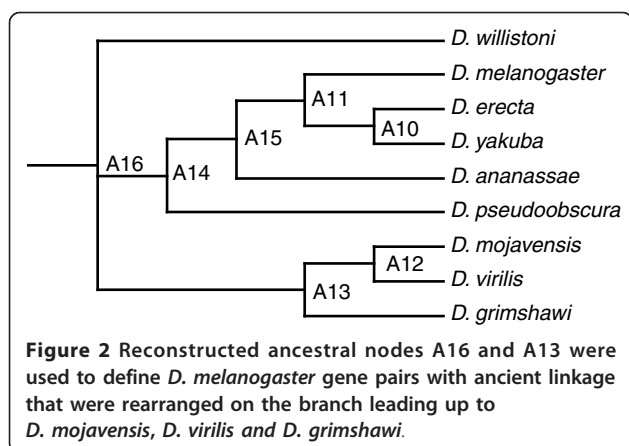 D. willistoni
D. melanogaster
A11
D. erecta
A10
A15
D. yakuba
A16
A14
D. ananassae
D. pseudoobscura
D. mojavensis
A12
D. virilis
A13
D. grimshawi
Figure 2 Reconstructed ancestral nodes A16 and A13 were
used to define D. melanogaster gene pairs with ancient linkage
that were rearranged on the branch leading up to
D. mojavensis, D. virilis and D. grimshawi.